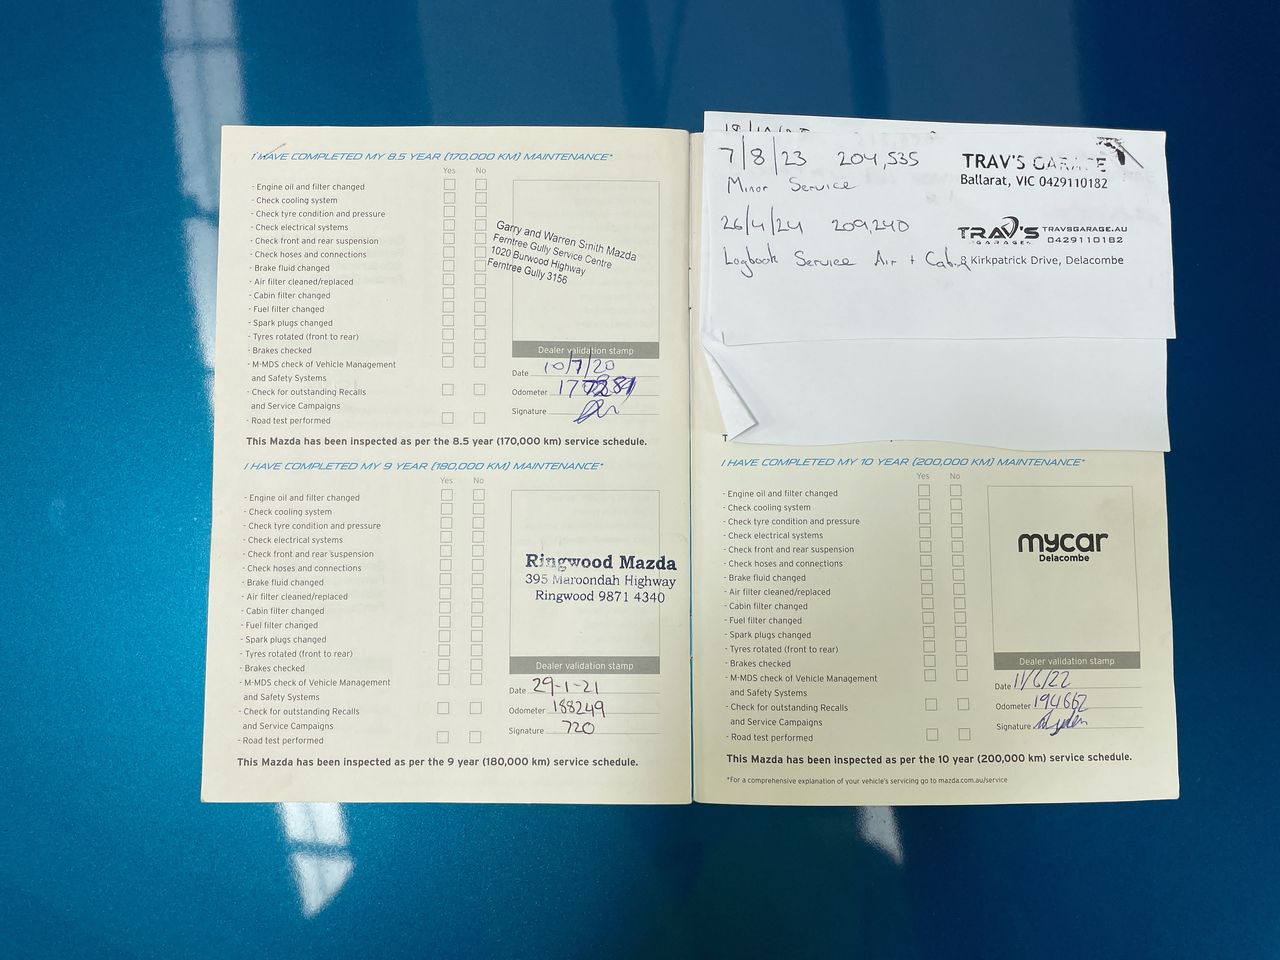 I HAVE COMPLETED MY 8.5 YEAR (170,000 KM) MAINTENANCE*
Yes No
- Engine oil and filter changed
- Check cooling system
- Check tyre condition and pressure
- Check electrical systems
- Check front and rear suspension
- Check hoses and connections
- Brake fluid changed
- Air filter cleaned/replaced
- Cabin filter changed
- Fuel filter changed
- Spark plugs changed
- Tyres rotated (front to rear)
- Brakes checked
- M-MDS check of Vehicle Management
and Safety Systems
- Check for outstanding Recalls
and Service Campaigns
- Road test performed
Garry and Warren Smith Mazda
Ferntree Gully Service Centre
1020 Burwood Highway
Ferntree Gully 3156
Dealer validation stamp
Date 10/7/20
Odometer
Signature
This Mazda has been inspected as per the 8.5 year (170,000 km) service schedule.
I HAVE COMPLETED MY 9 YEAR (180,000 KM) MAINTENANCE*
Yes No
- Engine oil and filter changed
- Check cooling system
- Check tyre condition and pressure
- Check electrical systems
- Check front and rear suspension
- Check hoses and connections
- Brake fluid changed
- Air filter cleaned/replaced
- Cabin filter changed
- Fuel filter changed
- Spark plugs changed
- Tyres rotated (front to rear)
- Brakes checked
- M-MDS check of Vehicle Management
and Safety Systems
- Check for outstanding Recalls
and Service Campaigns
- Road test performed
Ringwood Mazda
395 Maroondah Highway
Ringwood 9871 4340
Dealer validation stamp
Date 29-1-21
Odometer 188249
Signature 720
This Mazda has been inspected as per the 9 year (180,000 km) service schedule.
7/8/23 204,535
Minor Service
TRAV'S GARAGE
Ballarat, VIC 0429110182
26/4/24 209,240
Logbook Service Air + Cabin
TRAV'S GARAGE
TRAVSGARAGE.AU
0429110182
Kirkpatrick Drive, Delacombe
I HAVE COMPLETED MY 10 YEAR (200,000 KM) MAINTENANCE*
Yes No
- Engine oil and filter changed
- Check cooling system
- Check tyre condition and pressure
- Check electrical systems
- Check front and rear suspension
- Check hoses and connections
- Brake fluid changed
- Air filter cleaned/replaced
- Cabin filter changed
- Fuel filter changed
- Spark plugs changed
- Tyres rotated (front to rear)
- Brakes checked
- M-MDS check of Vehicle Management
and Safety Systems
- Check for outstanding Recalls
and Service Campaigns
- Road test performed
mycar
Delacombe
Dealer validation stamp
Date 11/6/22
Odometer 194662
Signature
This Mazda has been inspected as per the 10 year (200,000 km) service schedule.
*For a comprehensive explanation of your vehicle's servicing go to mazda.com.au/service